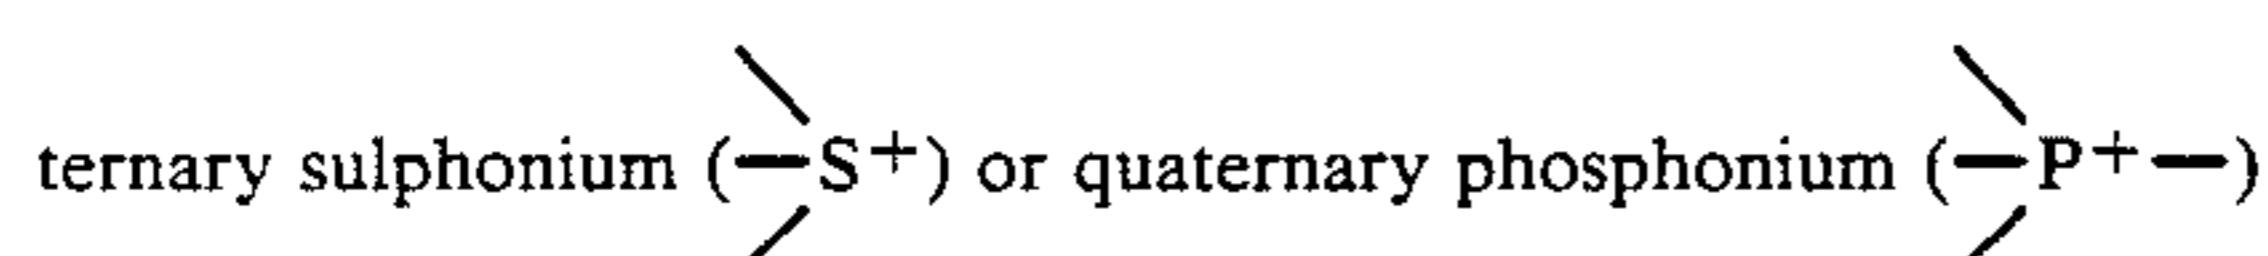 ternary sulphonium (—S+) or quaternary phosphonium (—P+—)